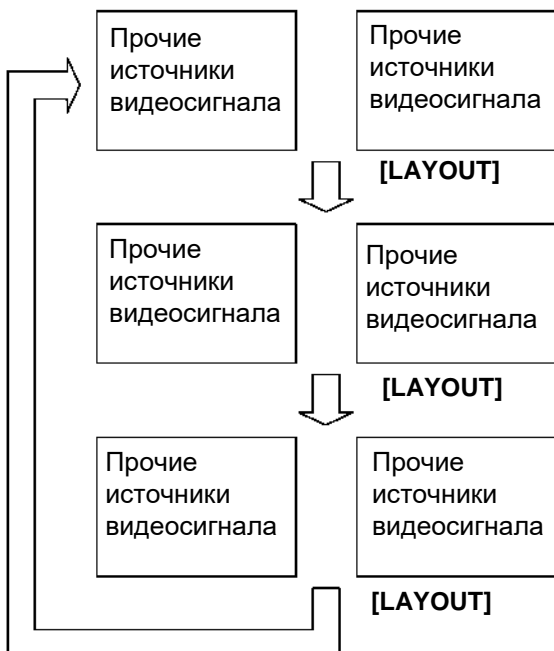 Прочие
источники
видеосигнала
Прочие
источники
видеосигнала
[LAYOUT]
Прочие
источники
видеосигнала
Прочие
источники
видеосигнала
[LAYOUT]
Прочие
источники
видеосигнала
Прочие
источники
видеосигнала
[LAYOUT]